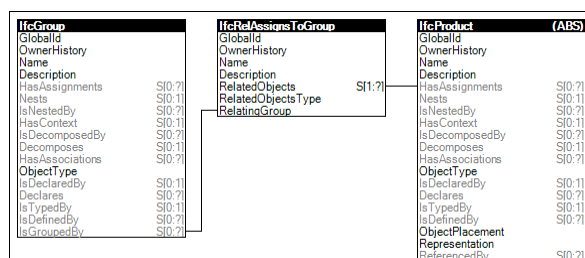 IfcGroup
GlobalId
OwnerHistory
Name
Description
HasAssignments S[0:?]
Nests S[0:1]
IsNestedBy S[0:?]
HasContext S[0:1]
IsDecomposedBy S[0:?]
Decomposes S[0:1]
HasAssociations S[0:?]
ObjectType
IsDeclaredBy S[0:1]
Declares S[0:?]
IsTypedBy S[0:1]
IsDefinedBy S[0:?]
IsGroupedBy S[0:?]
IfcRelAssignsToGroup
GlobalId
OwnerHistory
Name
Description
RelatedObjects S[1:?]
RelatedObjectsType
RelatingGroup
IfcProduct (ABS)
GlobalId
OwnerHistory
Name
Description
HasAssignments S[0:?]
Nests S[0:1]
IsNestedBy S[0:?]
HasContext S[0:1]
IsDecomposedBy S[0:?]
Decomposes S[0:1]
HasAssociations S[0:?]
ObjectType
IsDeclaredBy S[0:1]
Declares S[0:?]
IsTypedBy S[0:1]
IsDefinedBy S[0:?]
ObjectPlacement
Representation
ReferencedBy S[0:?]